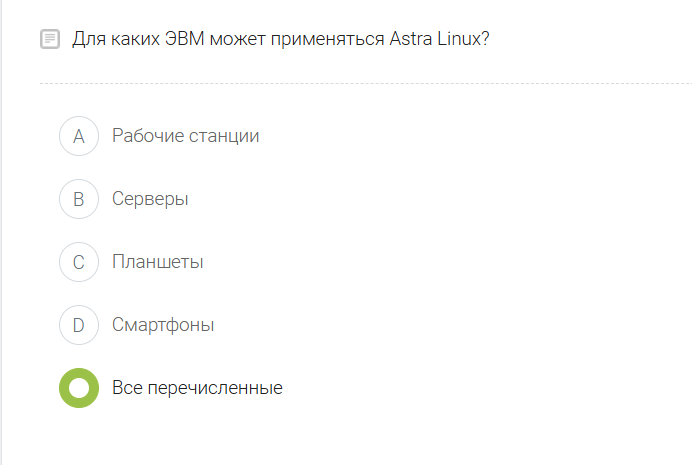 Для каких ЭВМ может применяться Astra Linux?
A Рабочие станции
B Серверы
C Планшеты
D Смартфоны
Все перечисленные